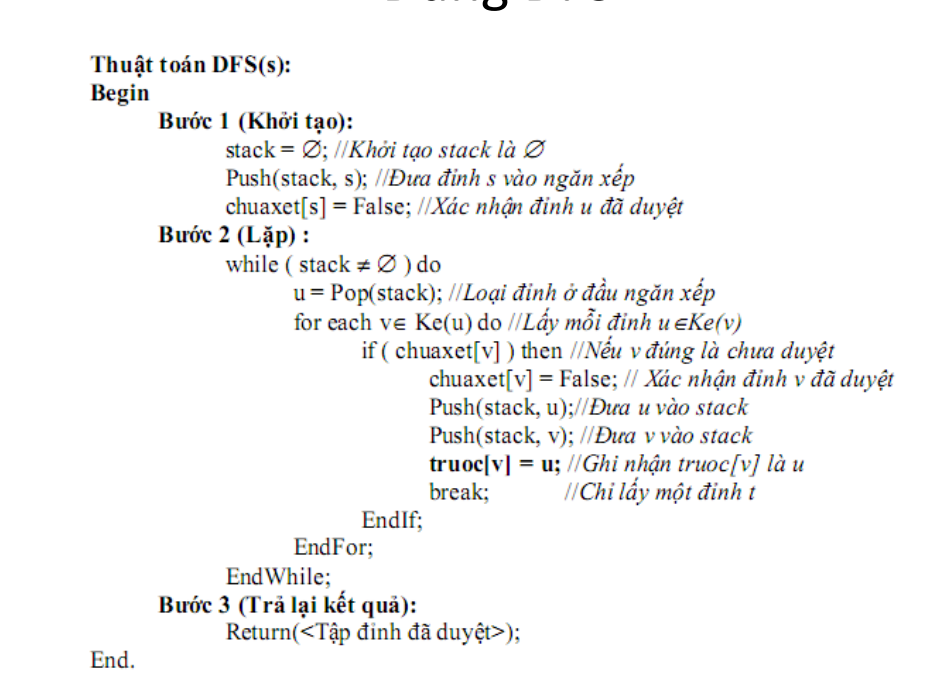 Thuật toán DFS(s):
Begin
Bước 1 (Khởi tạo):
stack = ∅; //Khởi tạo stack là ∅
Push(stack, s); //Đưa đỉnh s vào ngăn xếp
chuaxet[s] = False; //Xác nhận đỉnh u đã duyệt
Bước 2 (Lặp) :
while ( stack ≠ ∅ ) do
u = Pop(stack); //Loại đỉnh ở đầu ngăn xếp
for each v∈ Ke(u) do //Lấy mỗi đỉnh u∈Ke(v)
if ( chuaxet[v] ) then //Nếu v đúng là chưa duyệt
chuaxet[v] = False; // Xác nhận đỉnh v đã duyệt
Push(stack, u);//Đưa u vào stack
Push(stack, v); //Đưa v vào stack
truoc[v] = u; //Ghi nhận truoc[v] là u
break; //Chỉ lấy một đỉnh t
EndIf;
EndFor;
EndWhile;
Bước 3 (Trả lại kết quả):
Return(<Tập đỉnh đã duyệt>);
End.